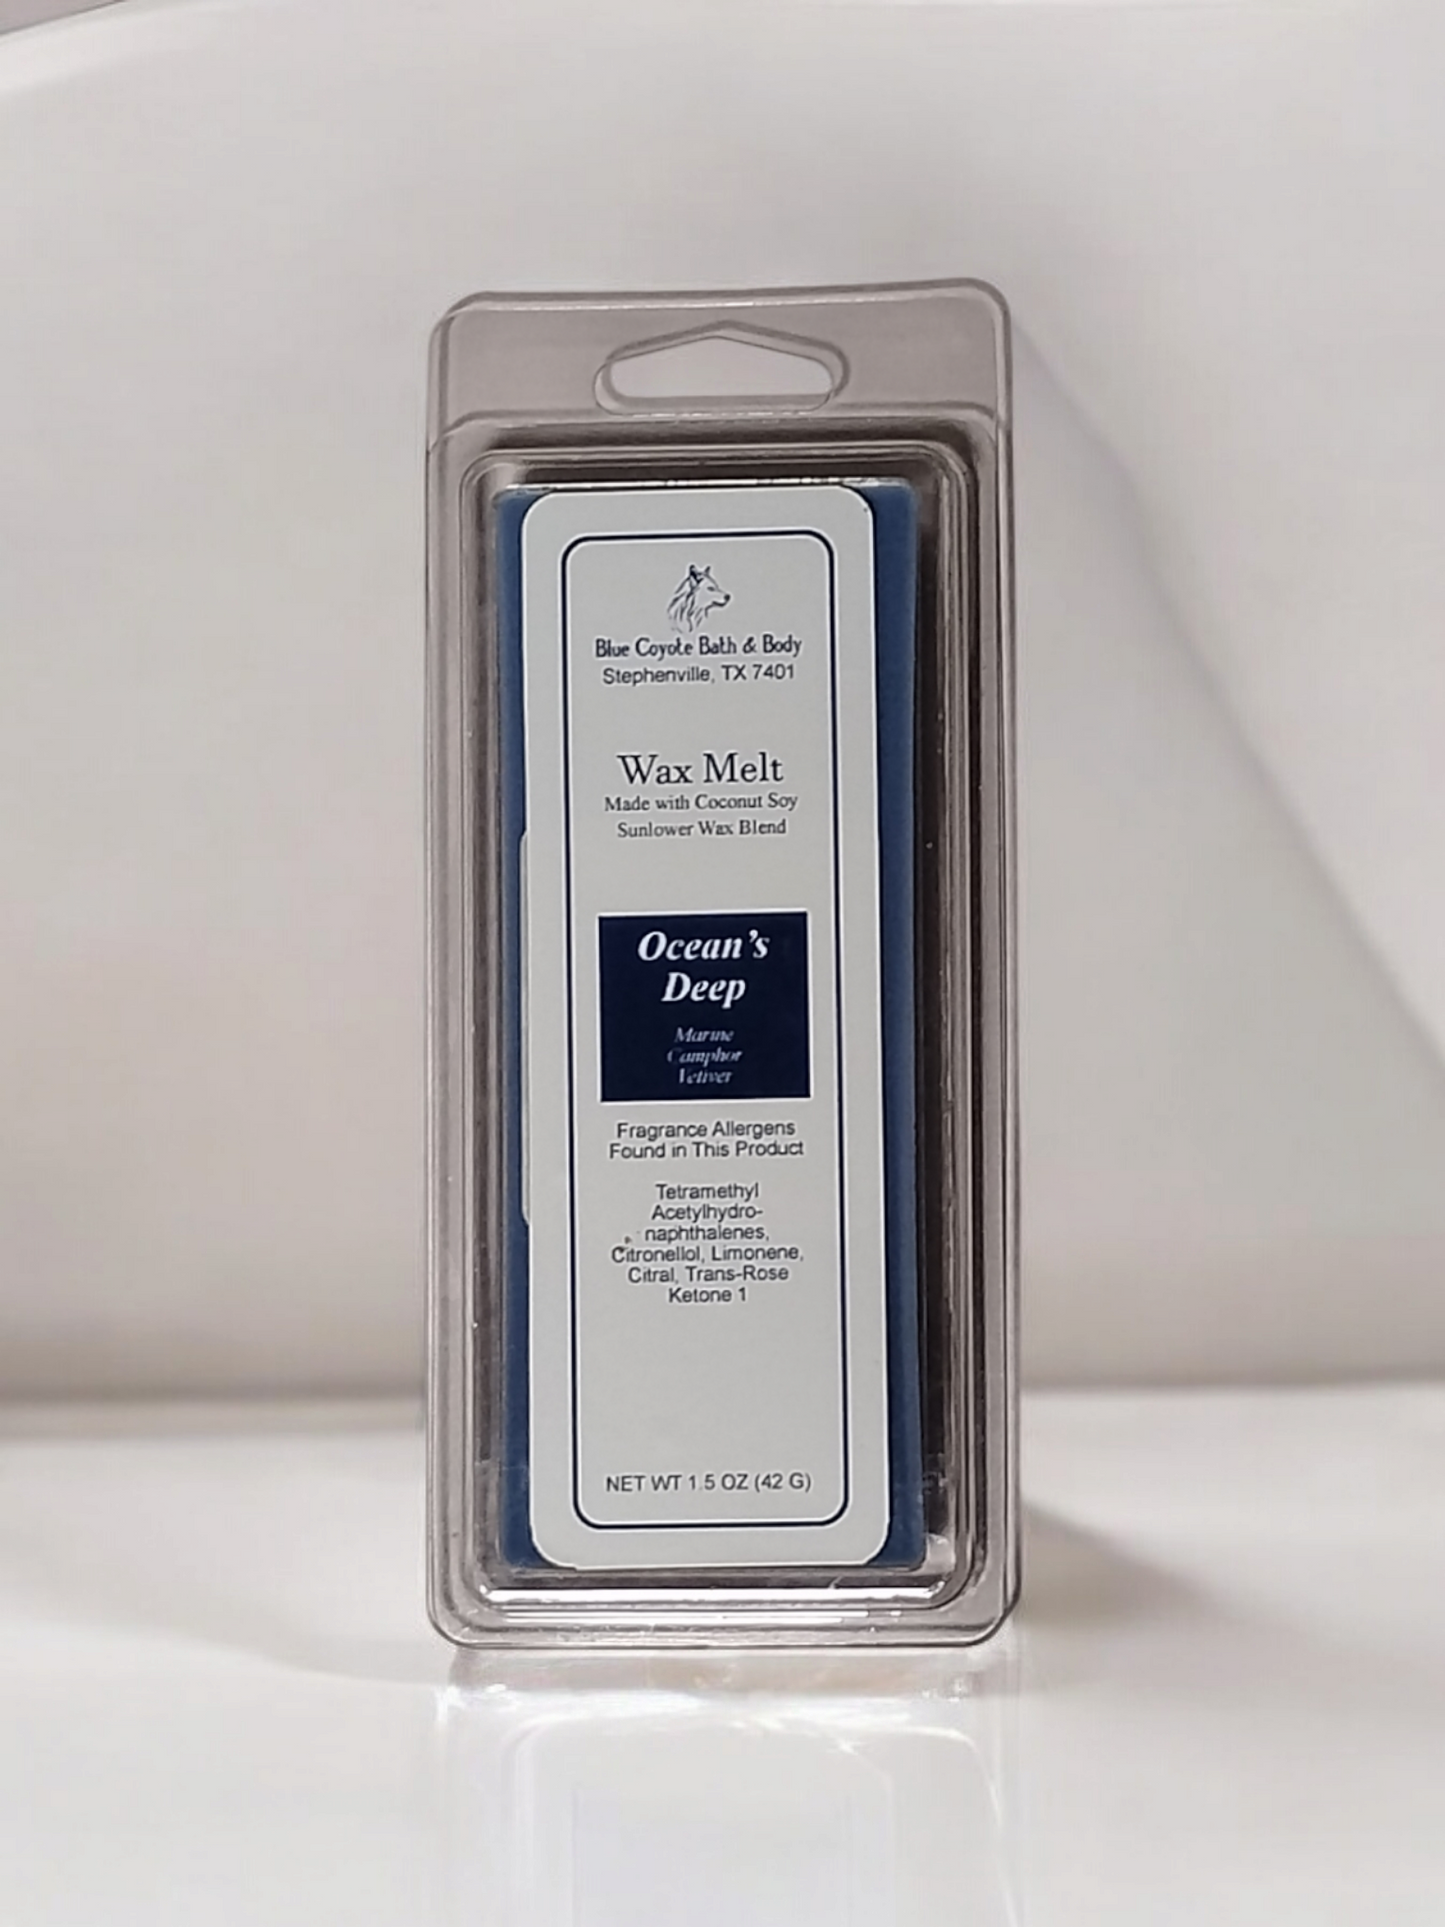 Blue Coyote Bath & Body
Stephenville, TX 7401
Wax Melt
Made with Coconut Soy
Sunlower Wax Blend
Ocean's
Deep
Marine
Camphor
Vetiver
Fragrance Allergens
Found in This Product
Tetramethyl
Acetylhydro-
naphthalenes,
Citronellol, Limonene,
Citral, Trans-Rose
Ketone 1
NET WT 1.5 OZ (42 G)